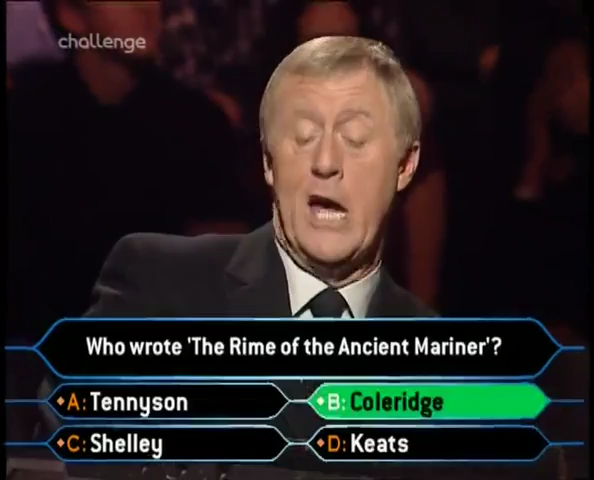 challenge
Who wrote 'The Rime of the Ancient Mariner'?
A: Tennyson
B: Coleridge
C: Shelley
D: Keats